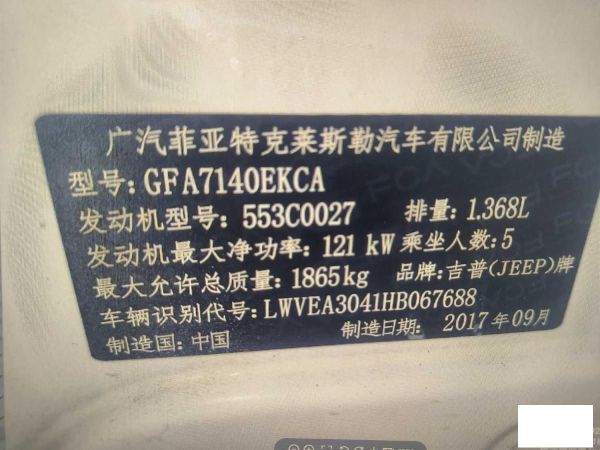 广汽菲亚特克莱斯勒汽车有限公司制造
型号:GFA7140EKCA
发动机型号:553C0027 排量:1.368L
发动机最大净功率:121 kW 乘坐人数:5
最大允许总质量:1865kg 品牌:吉普(JEEP)牌
车辆识别代号:LWVEA3041HB067688
制造国:中国 制造日期:2017年09月